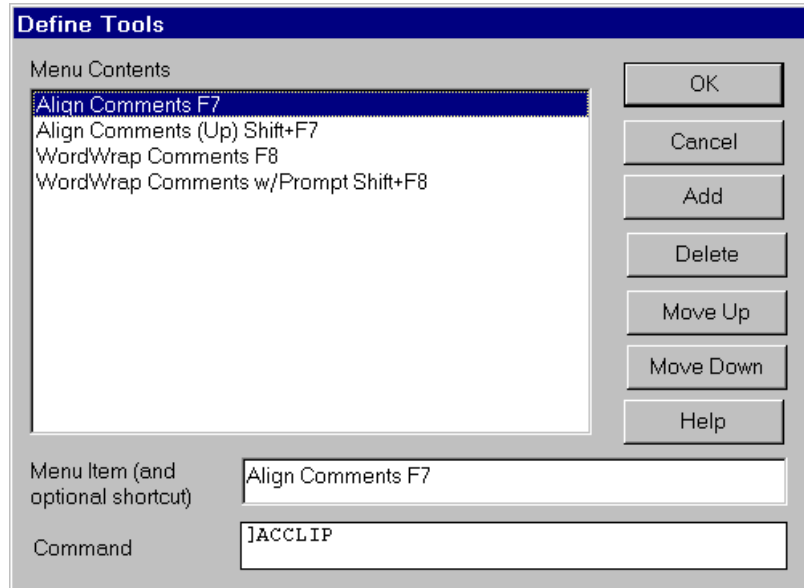 Define Tools
Menu Contents
Align Comments F7
Align Comments (Up) Shift+F7
WordWrap Comments F8
WordWrap Comments w/Prompt Shift+F8
OK
Cancel
Add
Delete
Move Up
Move Down
Help
Menu Item (and
optional shortcut)
Align Comments F7
Command
]ACCLIP